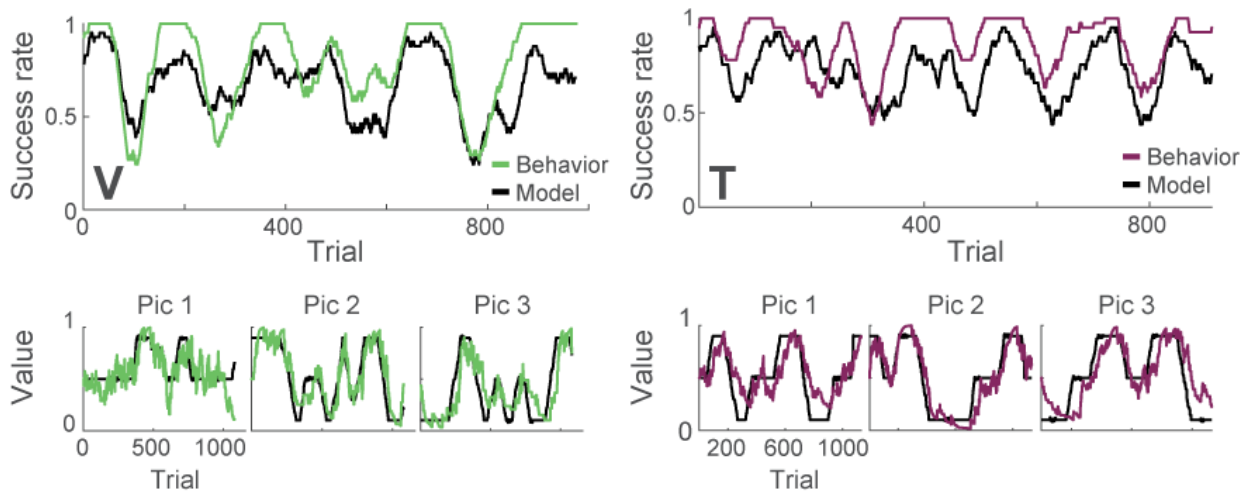 1
0.5
0
Success rate
V
Behavior
Model
0
400
800
Trial
1
0.5
0
Success rate
T
Behavior
Model
400
800
Trial
Pic 1
Pic 2
Pic 3
1
0
Value
0
500
1000
Trial
Pic 1
Pic 2
Pic 3
1
0
Value
200
600
1000
Trial